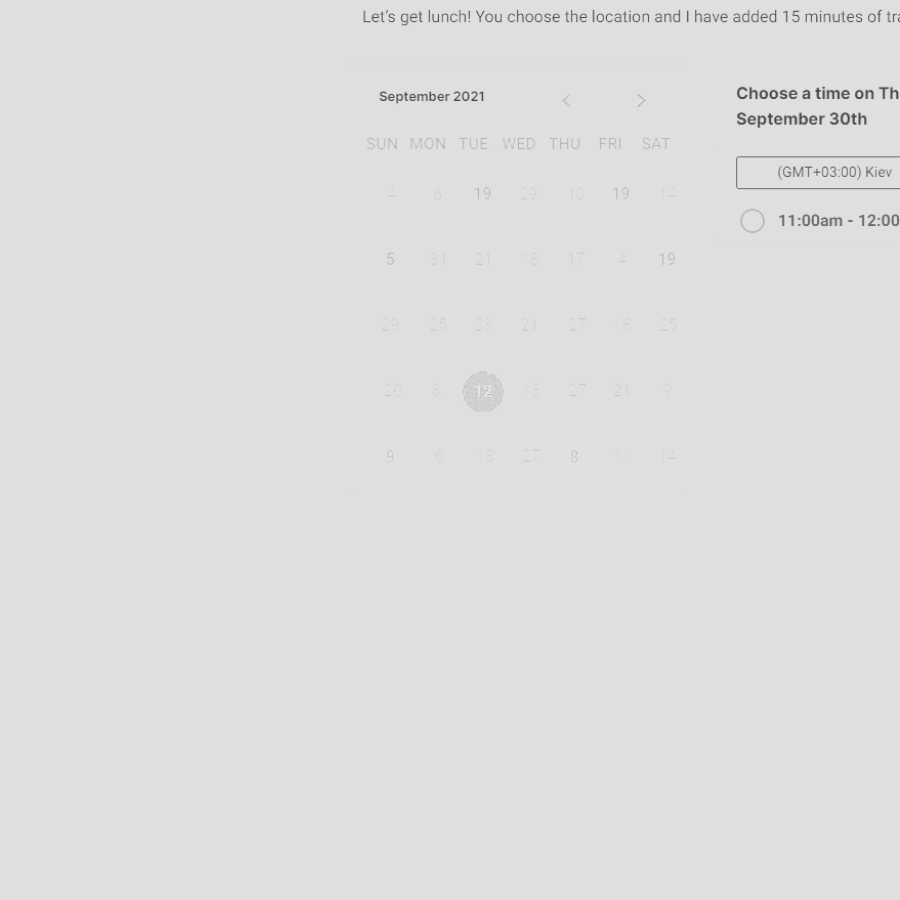 Let's get lunch! You choose the location and I have added 15 minutes of tra
September 2021
Choose a time on Th
September 30th
SUN MON TUE WED THU FRI SAT
(GMT+03:00) Kiev
4 6 19 29 19 14
11:00am - 12:00
5 31 21 18 17 4 19
29 25 23 21 27 18 25
20 8 12 13 27 21 9
9 6 13 27 8 11 14